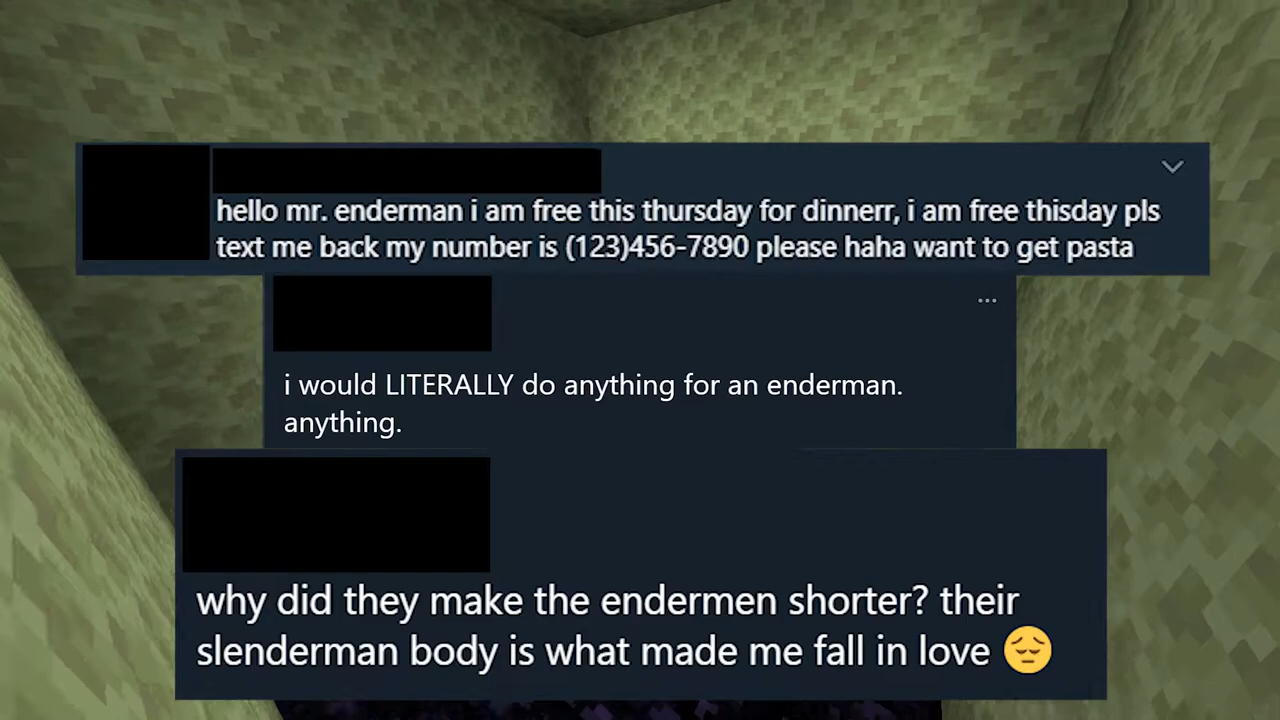 hello mr. enderman i am free this thursday for dinnerr, i am free thisday pls
text me back my number is (123)456-7890 please haha want to get pasta
i would LITERALLY do anything for an enderman.
anything.
why did they make the endermen shorter? their
slenderman body is what made me fall in love 😔